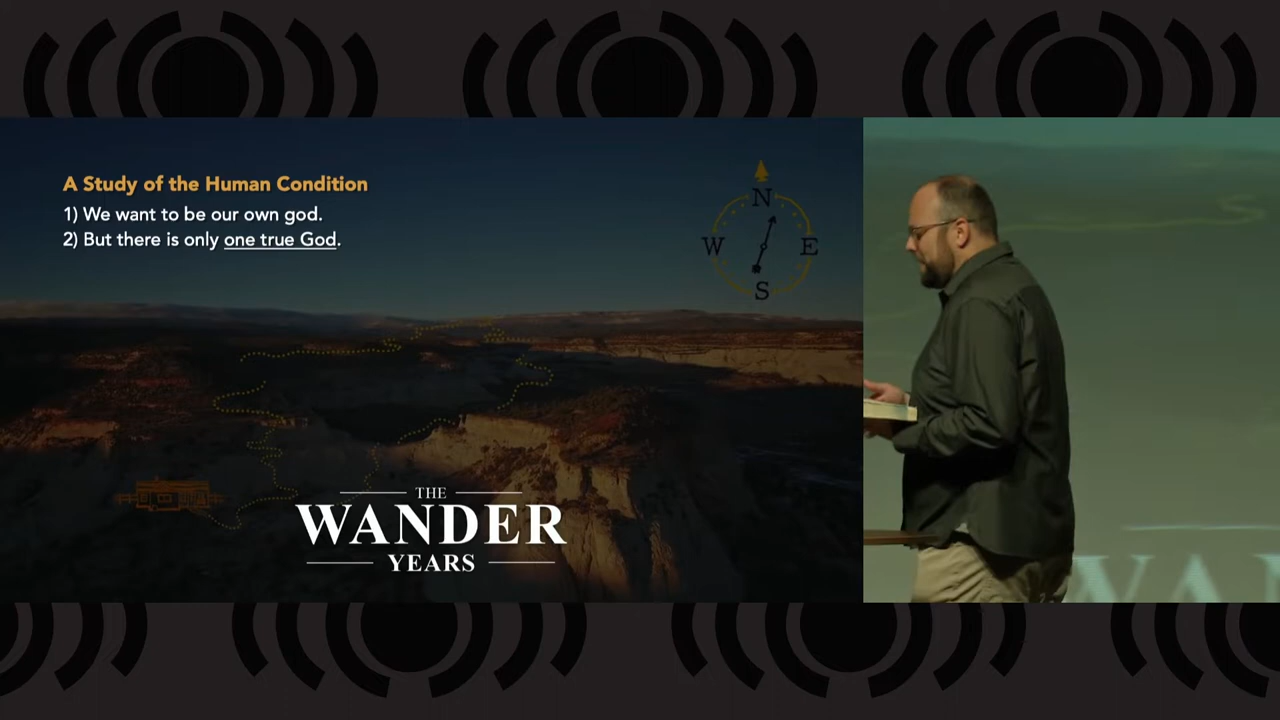 A Study of the Human Condition
1) We want to be our own god.
2) But there is only one true God.
N
W E
S
THE
WANDER
YEARS
WAN